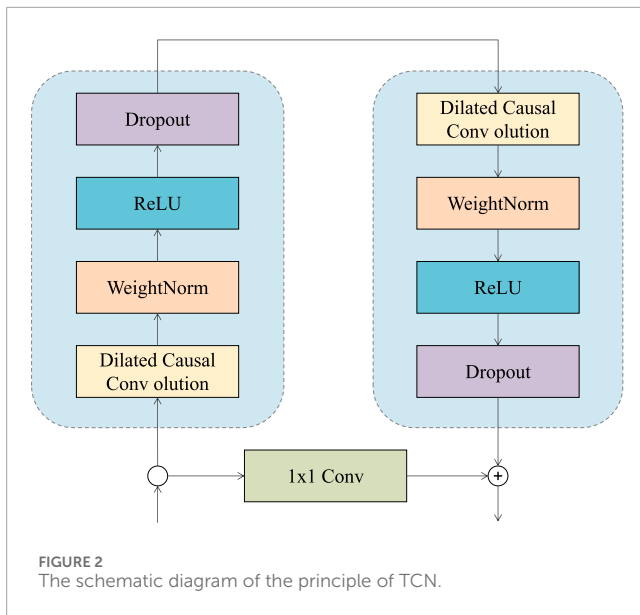 Dropout
ReLU
WeightNorm
Dilated Causal
Conv olution
Dilated Causal
Conv olution
WeightNorm
ReLU
Dropout
1x1 Conv
+
FIGURE 2
The schematic diagram of the principle of TCN.